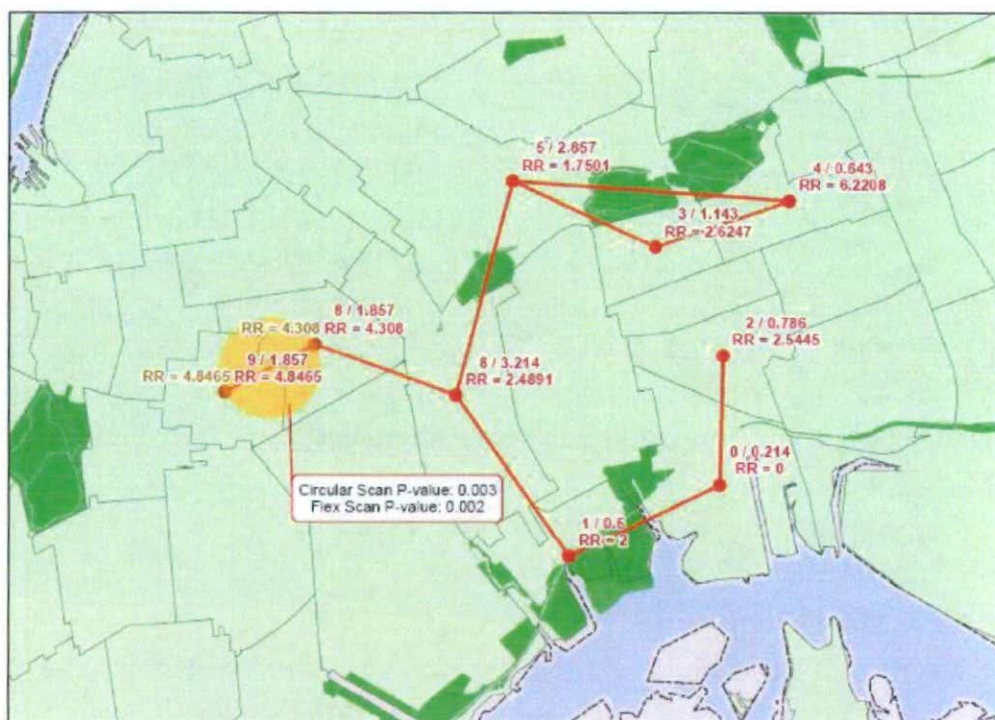 5 / 2.857
RR = 1.7501
4 / 0.643
RR = 6.2208
3 / 1.143
RR = 2.6247
8 / 1.857
RR = 4.308 RR = 4.308
2 / 0.786
RR = 2.5445
9 / 1.857
RR = 4.8465 RR = 4.8465
8 / 3.214
RR = 2.4891
0 / 0.214
RR = 0
Circular Scan P-value: 0.003
Flex Scan P-value: 0.002
1 / 0.5
RR = 2